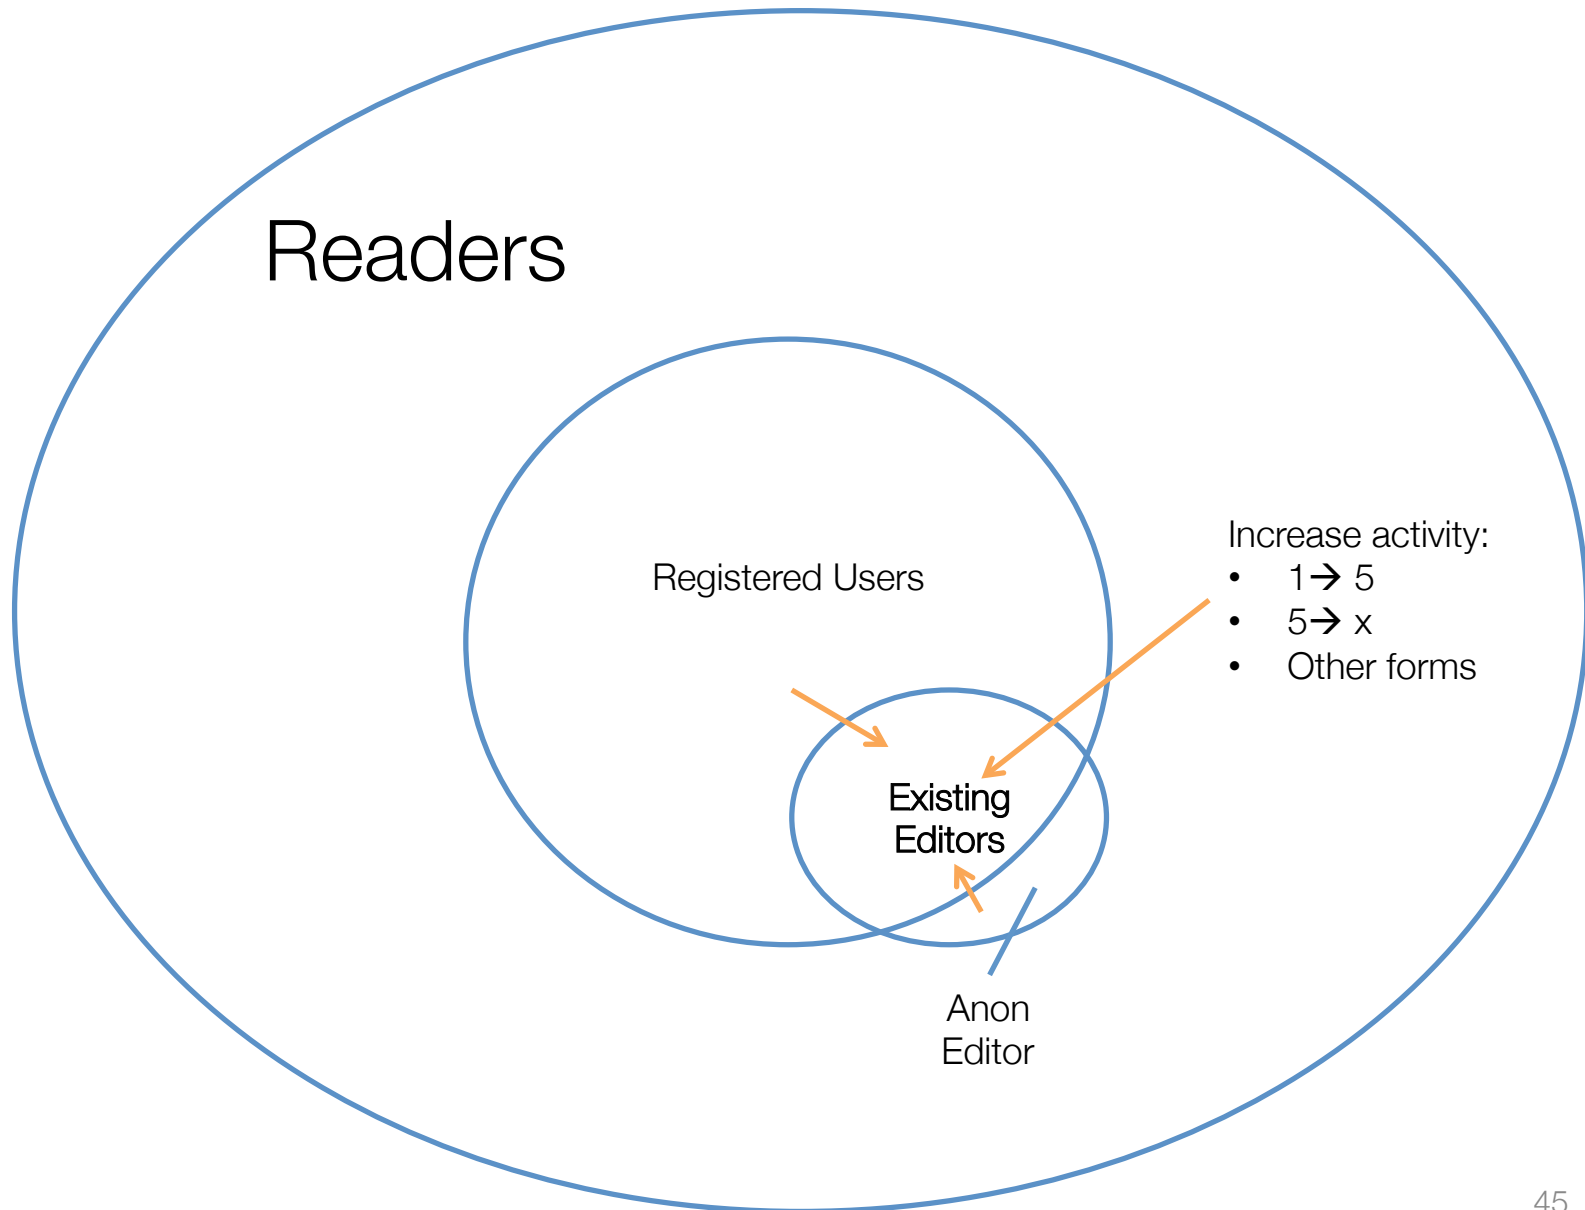 Readers
Registered Users
Increase activity:
• 1→ 5
• 5→ x
• Other forms
Existing
Editors
Anon
Editor
45